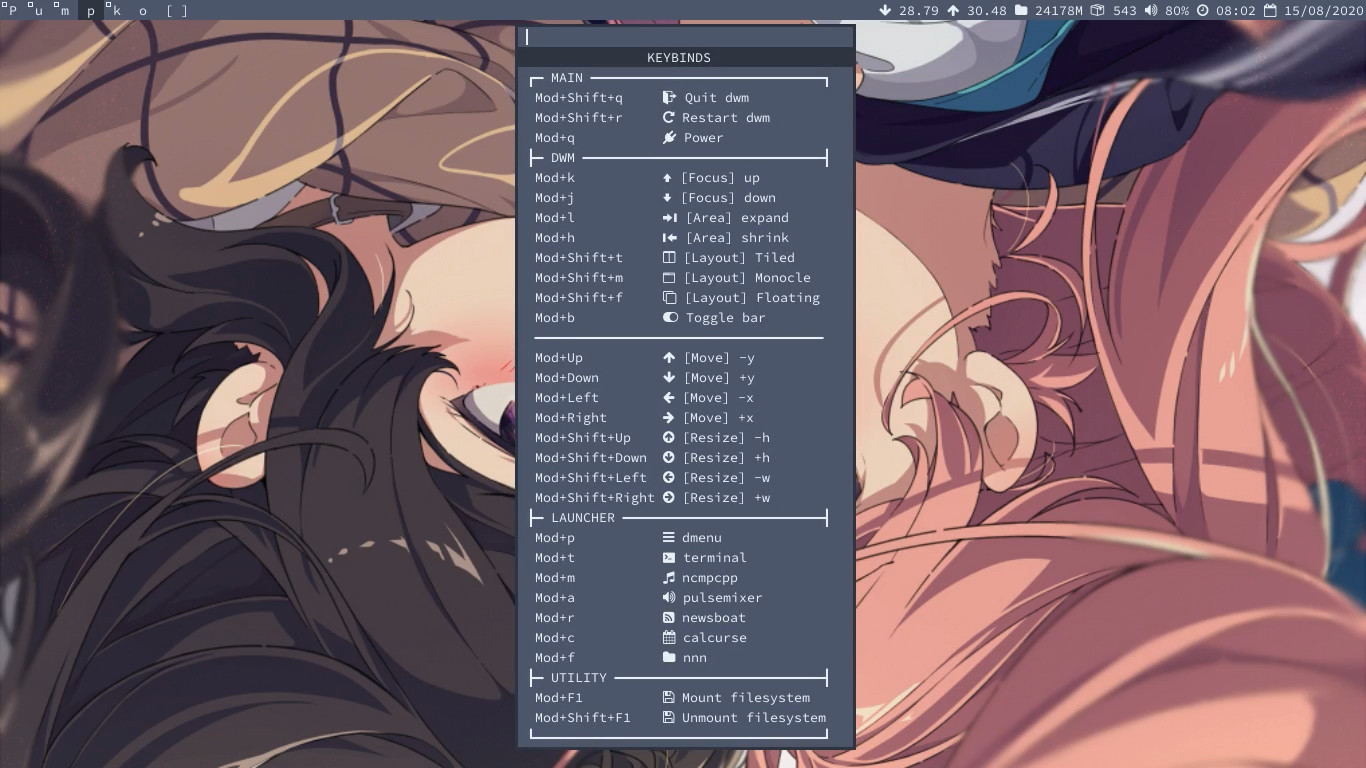 P u m p k o [ ] 28.79 30.48 24178M 543 80% 08:02 15/08/2020
KEYBINDS
MAIN
Mod+Shift+q Quit dwm
Mod+Shift+r Restart dwm
Mod+q Power
DWM
Mod+k [Focus] up
Mod+j [Focus] down
Mod+l [Area] expand
Mod+h [Area] shrink
Mod+Shift+t [Layout] Tiled
Mod+Shift+m [Layout] Monocle
Mod+Shift+f [Layout] Floating
Mod+b Toggle bar
Mod+Up [Move] -y
Mod+Down [Move] +y
Mod+Left [Move] -x
Mod+Right [Move] +x
Mod+Shift+Up [Resize] -h
Mod+Shift+Down [Resize] +h
Mod+Shift+Left [Resize] -w
Mod+Shift+Right [Resize] +w
LAUNCHER
Mod+p dmenu
Mod+t terminal
Mod+m ncmpcpp
Mod+a pulsemixer
Mod+r newsboat
Mod+c calcurse
Mod+f nnn
UTILITY
Mod+F1 Mount filesystem
Mod+Shift+F1 Unmount filesystem